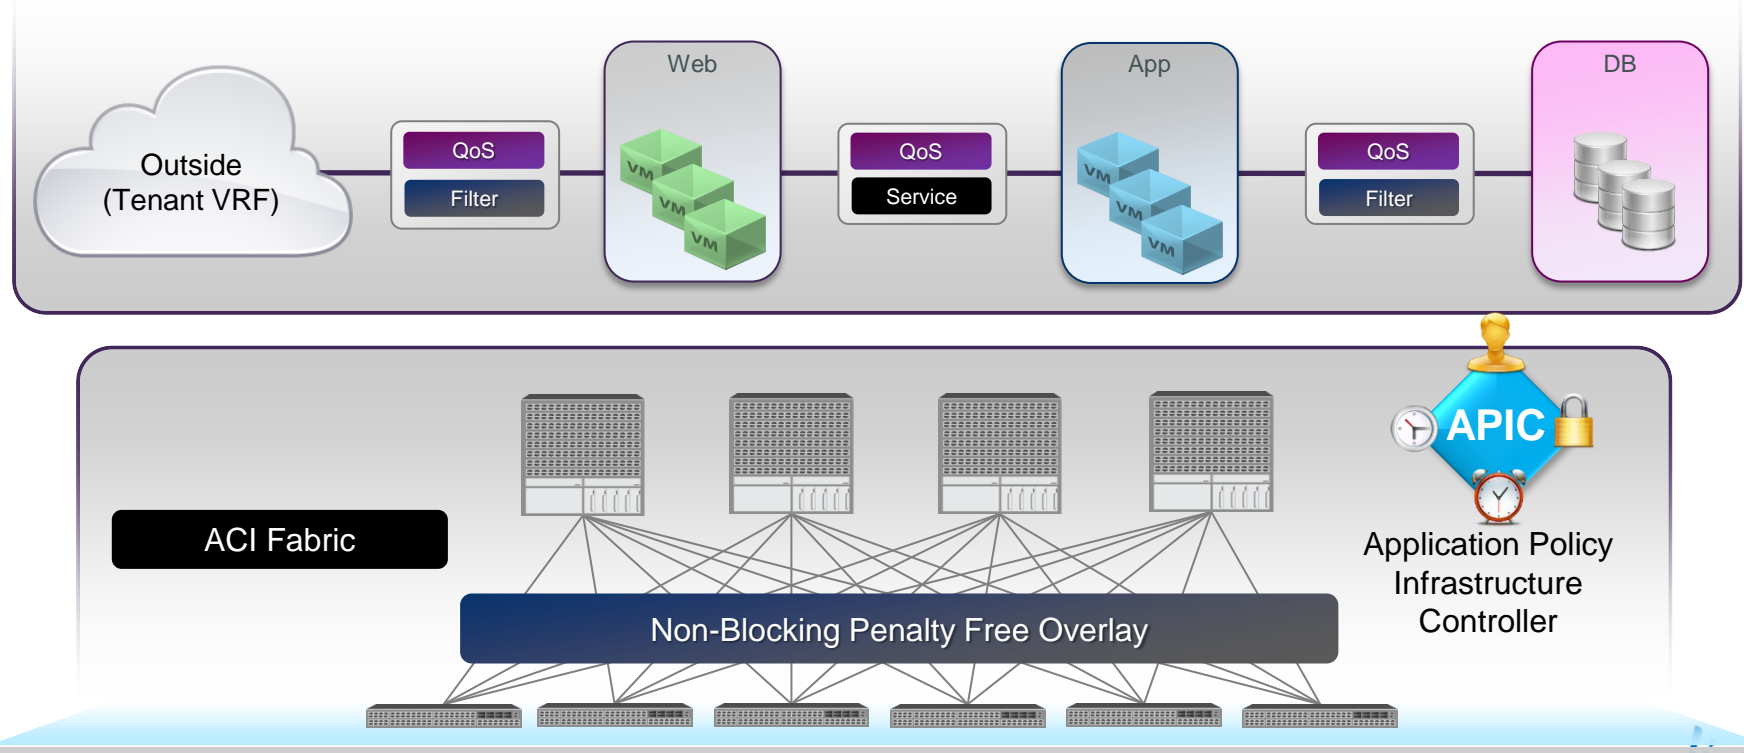 Web
App
DB
Outside
(Tenant VRF)
QoS
Filter
QoS
Service
QoS
Filter
VM
VM
VM
VM
VM
VM
APIC
ACI Fabric
Application Policy
Infrastructure
Controller
Non-Blocking Penalty Free Overlay